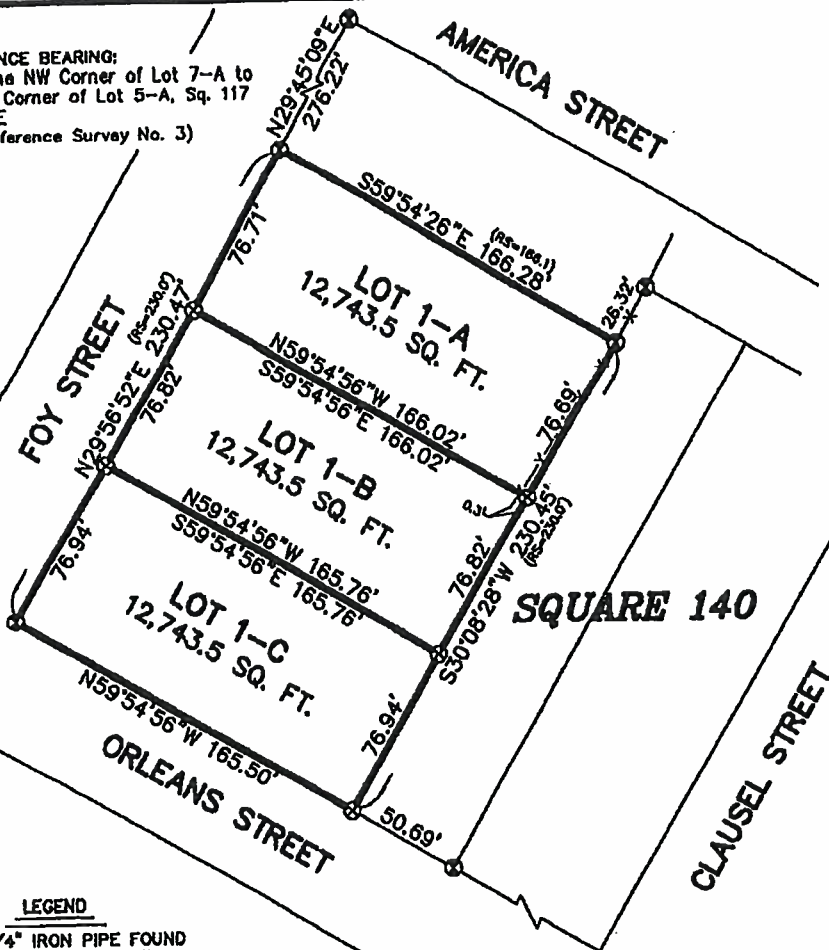 NCE BEARING:
NW Corner of Lot 7-A to
Corner of Lot 5-A, Sq. 117
E
ference Survey No. 3)
AMERICA STREET
N29°45'09"E
276.22'
S59°54'26"E 166.28'
(RS=166.1)
76.71'
LOT 1-A
12,743.5 SQ. FT.
26.32'
76.69'
FOY STREET
N29°56'52"E 230.47'
(RS=230.0')
76.82'
N59°54'56"W 166.02'
S59°54'56"E 166.02'
LOT 1-B
12,743.5 SQ. FT.
76.82'
S30°08'28"W 230.45'
(RS=230.0')
N59°54'56"W 165.76'
S59°54'56"E 165.76'
SQUARE 140
76.94'
LOT 1-C
12,743.5 SQ. FT.
76.94'
N59°54'56"W 165.50'
ORLEANS STREET
50.69'
CLAUSEL STREET
LEGEND
/4" IRON PIPE FOUND